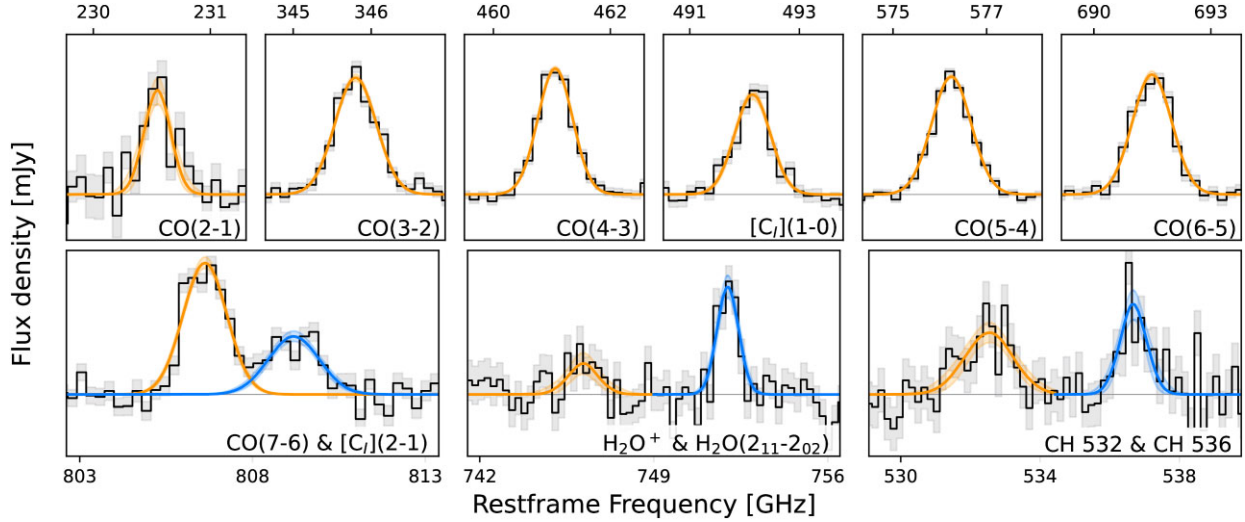 230 231 345 346 460 462 491 493 575 577 690 693
Flux density [mJy]
CO(2-1) CO(3-2) CO(4-3) [C_I](1-0) CO(5-4) CO(6-5)
CO(7-6) & [C_I](2-1) H₂O⁺ & H₂O(2₁₁-2₀₂) CH 532 & CH 536
803 808 813 742 749 756 530 534 538
Restframe Frequency [GHz]